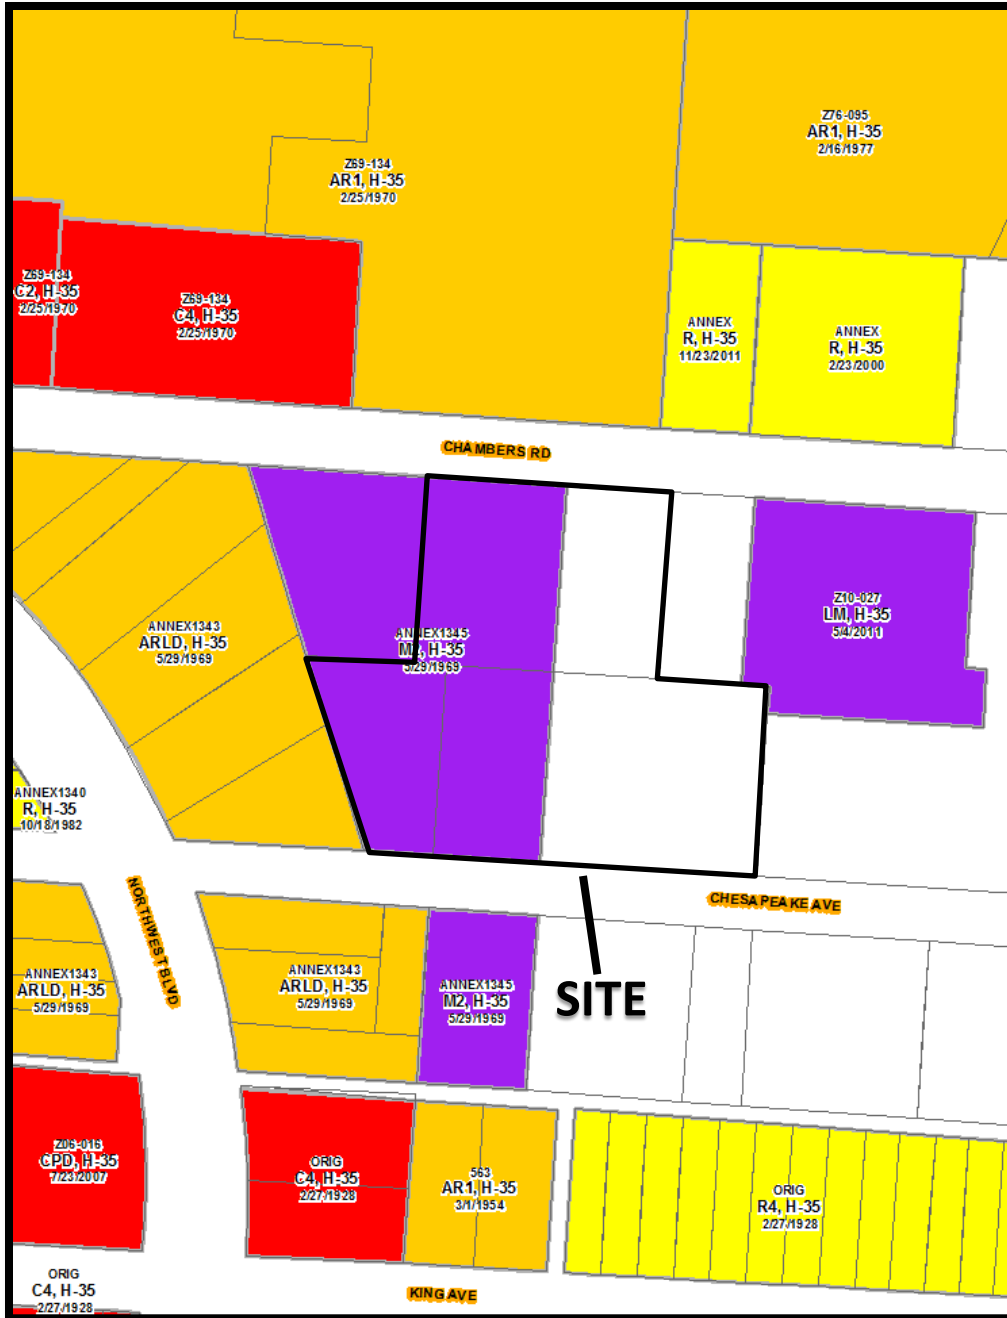 Z76-095
AR1, H-35
2/16/1977
Z69-134
AR1, H-35
2/25/1970
Z69-134
C2, H-35
2/25/1970
Z69-134
C4, H-35
2/25/1970
ANNEX
R, H-35
11/23/2011
ANNEX
R, H-35
2/23/2000
CHAMBERS RD
ANNEX1343
ARLD, H-35
5/29/1969
ANNEX1345
M2, H-35
5/29/1969
Z10-027
LM, H-35
5/4/2011
ANNEX1340
R, H-35
10/18/1982
CHESAPEAKE AVE
NORTHWEST BLVD
ANNEX1343
ARLD, H-35
5/29/1969
ANNEX1343
ARLD, H-35
5/29/1969
ANNEX1345
M2, H-35
5/29/1969
SITE
Z06-016
CPD, H-35
7/23/2007
ORIG
C4, H-35
2/27/1928
563
AR1, H-35
3/1/1954
ORIG
R4, H-35
2/27/1928
ORIG
C4, H-35
2/27/1928
KING AVE